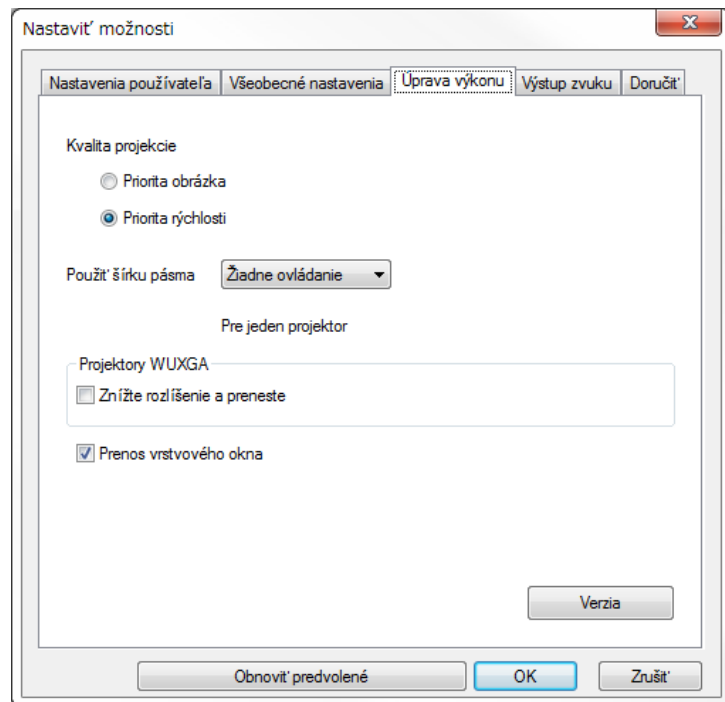 Nastaviť možnosti
Nastavenia používateľa
Všeobecné nastavenia
Úprava výkonu
Výstup zvuku
Doručiť
Kvalita projekcie
Priorita obrázka
Priorita rýchlosti
Použiť šírku pásma
Žiadne ovládanie
Pre jeden projektor
Projektory WUXGA
Znížte rozlíšenie a preneste
Prenos vrstvového okna
Verzia
Obnoviť predvolené
OK
Zrušiť